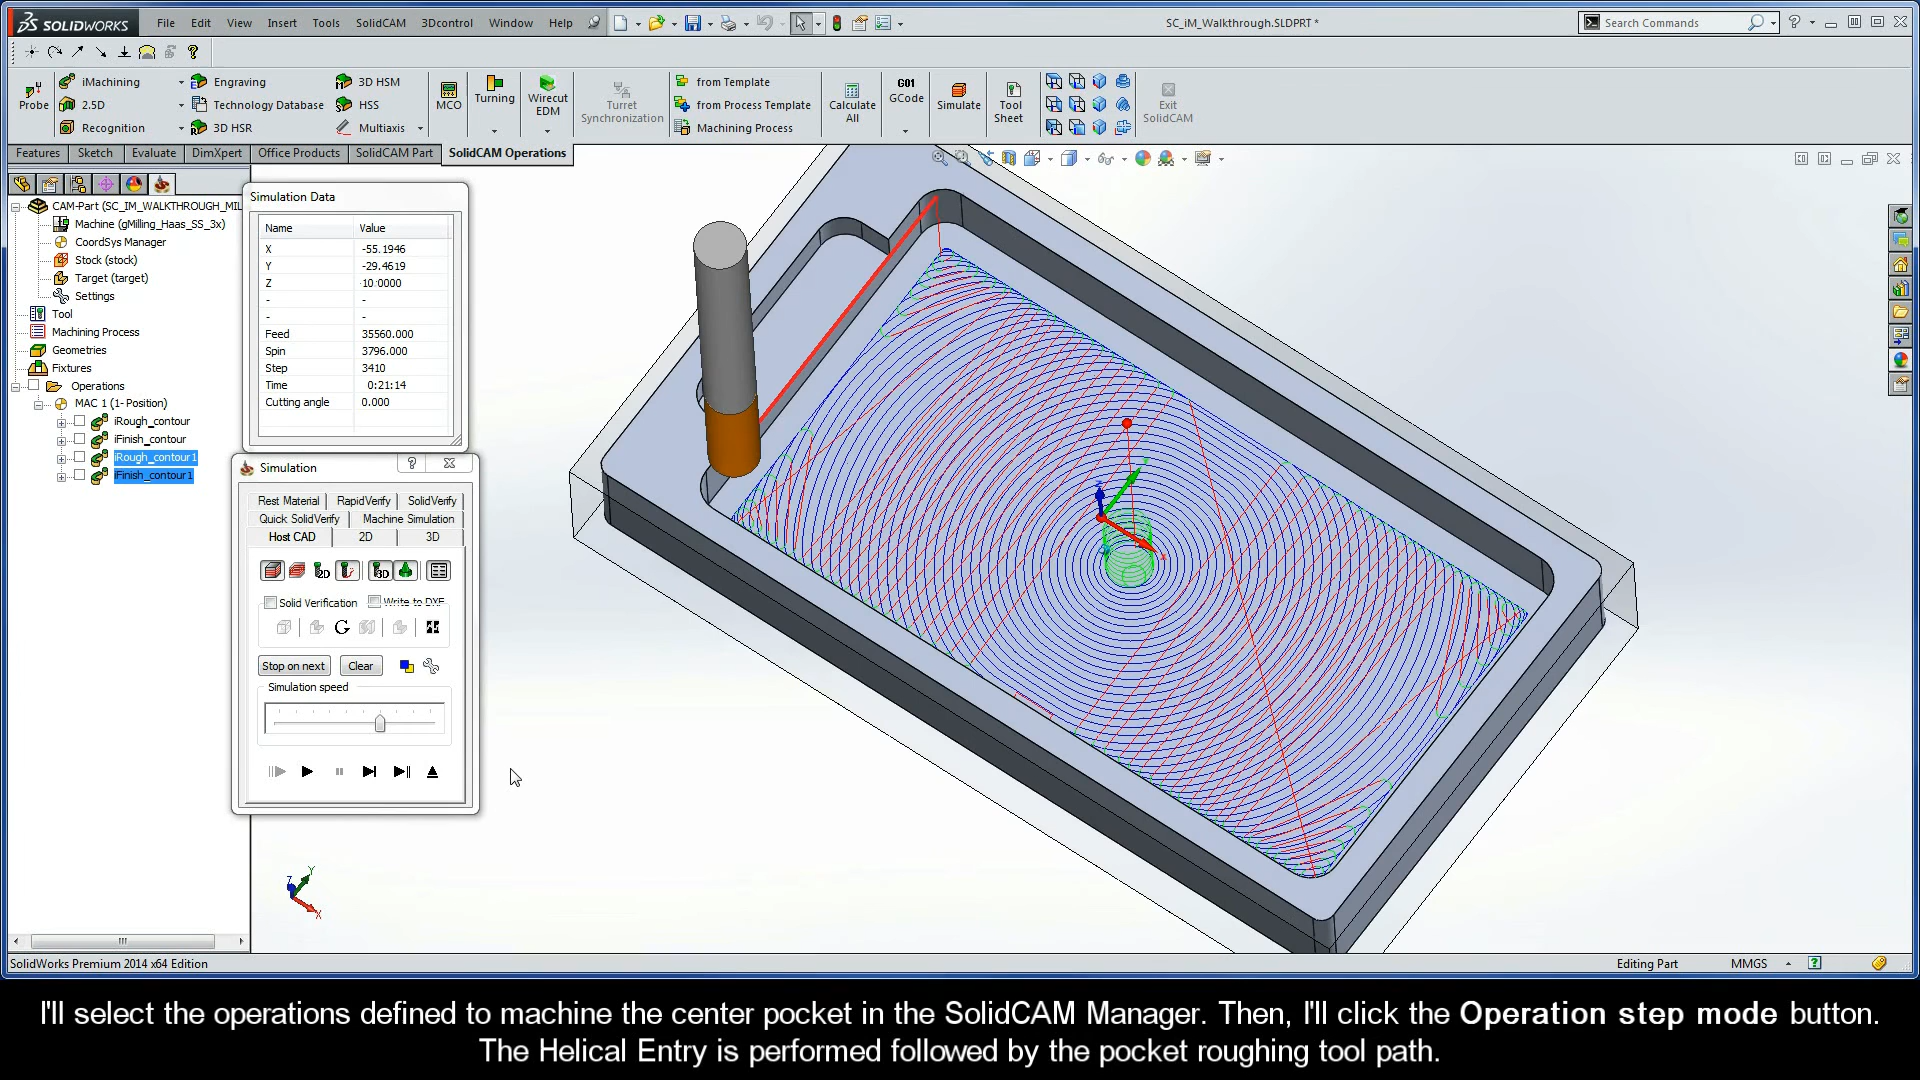 SOLIDWORKS File Edit View Insert Tools SolidCAM 3Dcontrol Window Help SC_iM_Walkthrough.SLDPRT * Search Commands
Probe iMachining Engraving 3D HSM MCO Turning Wirecut EDM Turret Synchronization from Template Calculate All G01 GCode Simulate Tool Sheet Exit SolidCAM
2.5D Technology Database HSS from Process Template
Recognition 3D HSR Multiaxis Machining Process
Features Sketch Evaluate DimXpert Office Products SolidCAM Part SolidCAM Operations
CAM-Part (SC_IM_WALKTHROUGH_MIL
Machine (gMilling_Haas_SS_3x)
CoordSys Manager
Stock (stock)
Target (target)
Settings
Tool
Machining Process
Geometries
Fixtures
Operations
MAC 1 (1- Position)
iRough_contour
iFinish_contour
iRough_contour1
iFinish_contour1
Simulation Data
Name Value
X -55.1946
Y -29.4619
Z -10.0000
- -
- -
Feed 35560.000
Spin 3796.000
Step 3410
Time 0:21:14
Cutting angle 0.000
Simulation
Rest Material RapidVerify SolidVerify
Quick SolidVerify Machine Simulation
Host CAD 2D 3D
Solid Verification Write to DXF
Stop on next Clear
Simulation speed
Z Y X
SolidWorks Premium 2014 x64 Edition Editing Part MMGS
I'll select the operations defined to machine the center pocket in the SolidCAM Manager. Then, I'll click the Operation step mode button.
The Helical Entry is performed followed by the pocket roughing tool path.